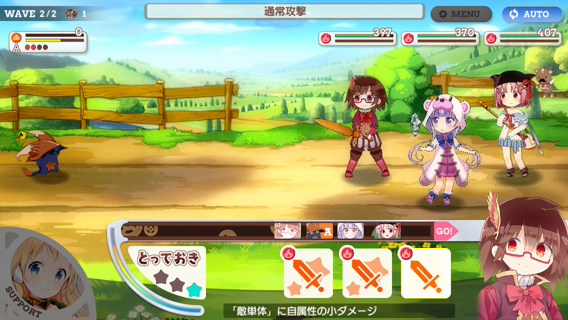 WAVE 2/2 1
通常攻撃
MENU
AUTO
0
A
397
370
407
A
GO!
とっておき
SUPPORT
「敵単体」に自属性の小ダメージ